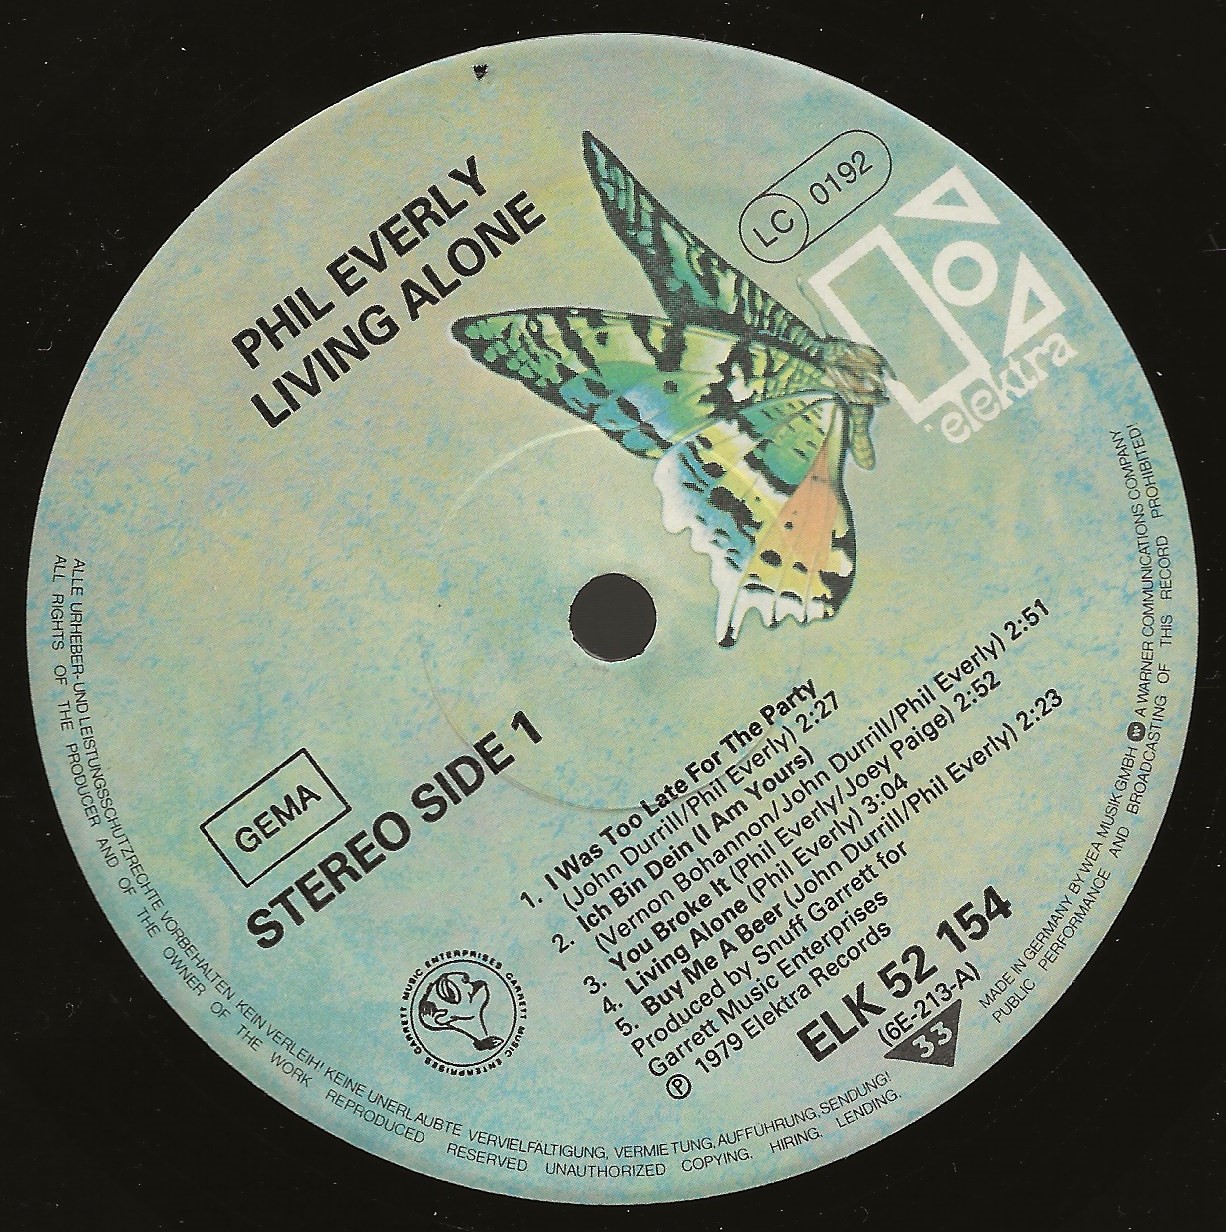 PHIL EVERLY
LIVING ALONE
LC 0192
elektra
GEMA
STEREO SIDE 1
1. I Was Too Late For The Party
(John Durrill/Phil Everly) 2:27
2. Ich Bin Dein (I Am Yours)
(Vernon Bohannon/John Durrill/Phil Everly) 2:51
3. You Broke It (Phil Everly/Joey Paige) 2:52
4. Living Alone (Phil Everly) 3:04
5. Buy Me A Beer (John Durrill/Phil Everly) 2:23
Produced by Snuff Garrett for
Garrett Music Enterprises
℗ 1979 Elektra Records
GARRETT MUSIC ENTERPRISES GARRETT MUSIC ENTERPRISES
ELK 52 154
(6E-213-A)
33
ALLE URHEBER- UND LEISTUNGSSCHUTZRECHTE VORBEHALTEN KEIN VERLEIH! KEINE UNERLAUBTE VERVIELFÄLTIGUNG, VERMIETUNG, AUFFÜHRUNG, SENDUNG!
ALL RIGHTS OF THE PRODUCER AND OF THE OWNER OF THE WORK REPRODUCED RESERVED UNAUTHORIZED COPYING, HIRING, LENDING,
MADE IN GERMANY BY WEA MUSIK GMBH W A WARNER COMMUNICATIONS COMPANY
PUBLIC PERFORMANCE AND BROADCASTING OF THIS RECORD PROHIBITED!